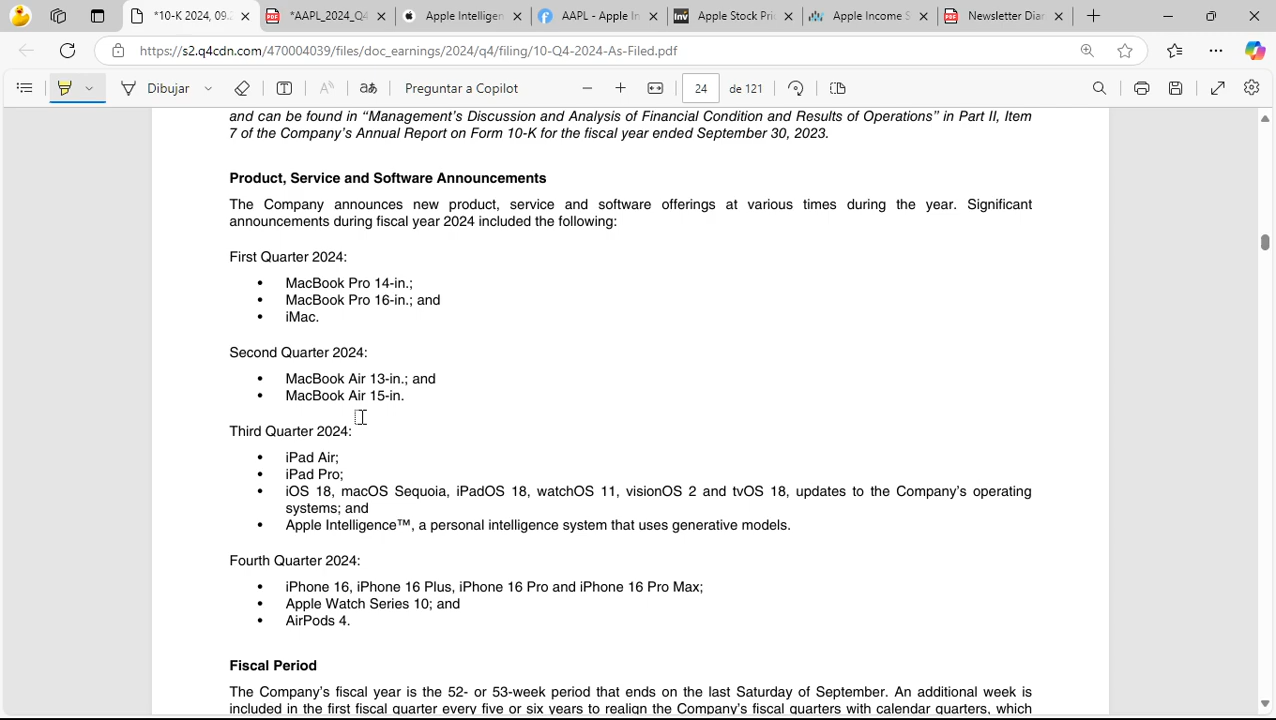 *10-K 2024, 09.
*AAPL_2024_Q4
Apple Intelligen
AAPL - Apple In
Inv
Apple Stock Pri
Apple Income S
Newsletter Diar
https://s2.q4cdn.com/470004039/files/doc_earnings/2024/q4/filing/10-Q4-2024-As-Filed.pdf
Dibujar
Preguntar a Copilot
24
de 121
and can be found in “Management’s Discussion and Analysis of Financial Condition and Results of Operations” in Part II, Item
7 of the Company’s Annual Report on Form 10-K for the fiscal year ended September 30, 2023.
Product, Service and Software Announcements
The Company announces new product, service and software offerings at various times during the year. Significant
announcements during fiscal year 2024 included the following:
First Quarter 2024:
• MacBook Pro 14-in.;
• MacBook Pro 16-in.; and
• iMac.
Second Quarter 2024:
• MacBook Air 13-in.; and
• MacBook Air 15-in.
Third Quarter 2024:
• iPad Air;
• iPad Pro;
• iOS 18, macOS Sequoia, iPadOS 18, watchOS 11, visionOS 2 and tvOS 18, updates to the Company’s operating
systems; and
• Apple Intelligence™, a personal intelligence system that uses generative models.
Fourth Quarter 2024:
• iPhone 16, iPhone 16 Plus, iPhone 16 Pro and iPhone 16 Pro Max;
• Apple Watch Series 10; and
• AirPods 4.
Fiscal Period
The Company’s fiscal year is the 52- or 53-week period that ends on the last Saturday of September. An additional week is
included in the first fiscal quarter every five or six years to realign the Company’s fiscal quarters with calendar quarters, which